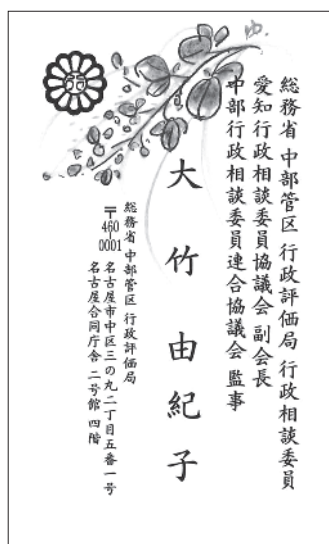 ゆ.
総務省 中部管区 行政評価局 行政相談委員
愛知行政相談委員協議会 副会長
中部行政相談委員連合協議会 監事
大竹 由紀子
総務省 中部管区 行政評価局
〒460-0001 名古屋市中区三の丸二丁目五番一号
名古屋合同庁舎 二号館 四階